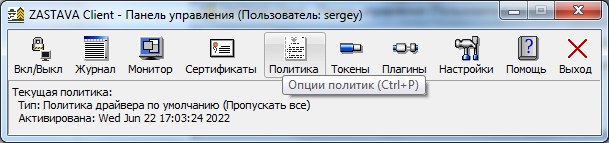 ZASTAVA Client - Панель управления (Пользователь: sergey)
Вкл/Выкл Журнал Монитор Сертификаты Политика Токены Плагины Настройки Помощь Выход
Опции политик (Ctrl+P)
Текущая политика:
Тип: Политика драйвера по умолчанию (Пропускать все)
Активирована: Wed Jun 22 17:03:24 2022